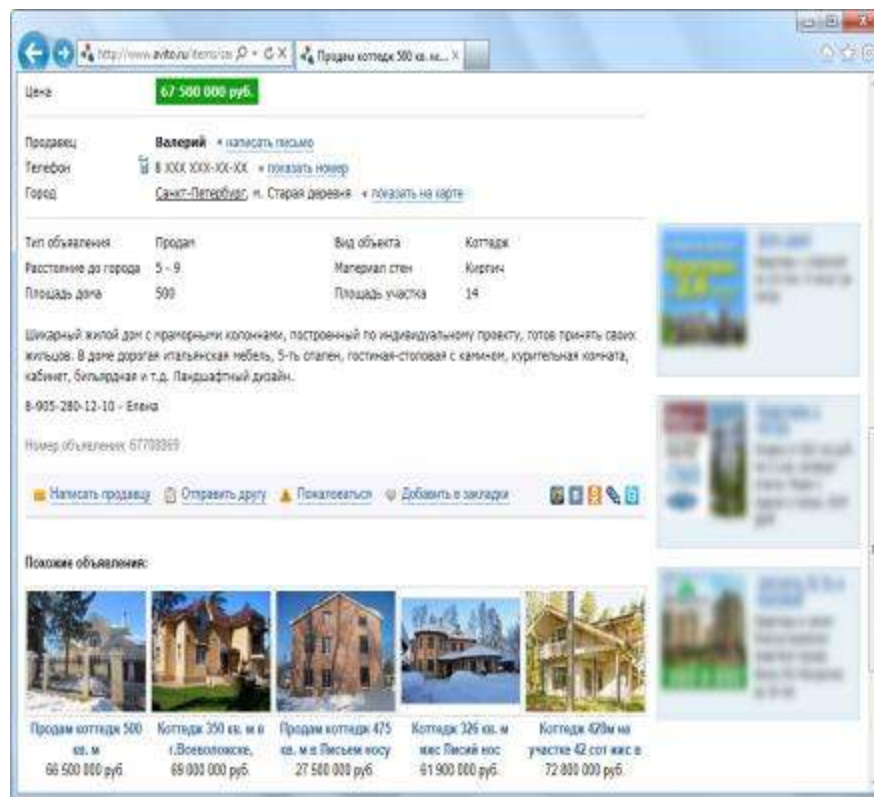 http://www.avito.ru/items/sa
Продам коттедж 500 кв. м...
Цена 67 500 000 руб.
Продавец Валерий написать письмо
Телефон 8 XXX XXX-XX-XX показать номер
Город Санкт-Петербург, м. Старая деревня показать на карте
Тип объявления Продам Вид объекта Коттедж
Расстояние до города 5 - 9 Материал стен Кирпич
Площадь дома 500 Площадь участка 14
Шикарный жилой дом с мраморными колоннами, построенный по индивидуальному проекту, готов принять своих
жильцов. В доме дорогая итальянская мебель, 5-ть спален, гостиная-столовая с камином, курительная комната,
кабинет, бильярдная и т.д. Ландшафтный дизайн.
8-905-280-12-10 - Елена
Номер объявления: 67708869
Написать продавцу Отправить другу Пожаловаться Добавить в закладки
Похожие объявления:
Продам коттедж 500
кв. м
66 500 000 руб.
Коттедж 350 кв. м в
г.Всеволожске,
69 000 000 руб.
Продам коттедж 475
кв. м в Лисьем носу
27 500 000 руб.
Коттедж 326 кв. м
ижс Лисий нос
61 900 000 руб.
Коттедж 428м на
участке 42 сот ижс в
72 800 000 руб.